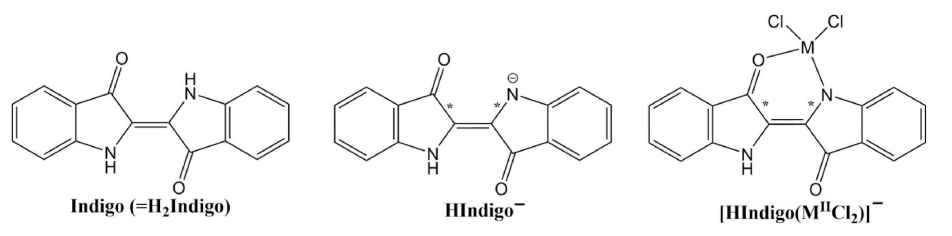 O
H
N
N
H
O
Indigo (=H₂Indigo)
O
⊖
N
* *
N
H
O
HIndigo⁻
Cl Cl
M
O
N
* *
N
H
O
[HIndigo(MᴵᴵCl₂)]⁻